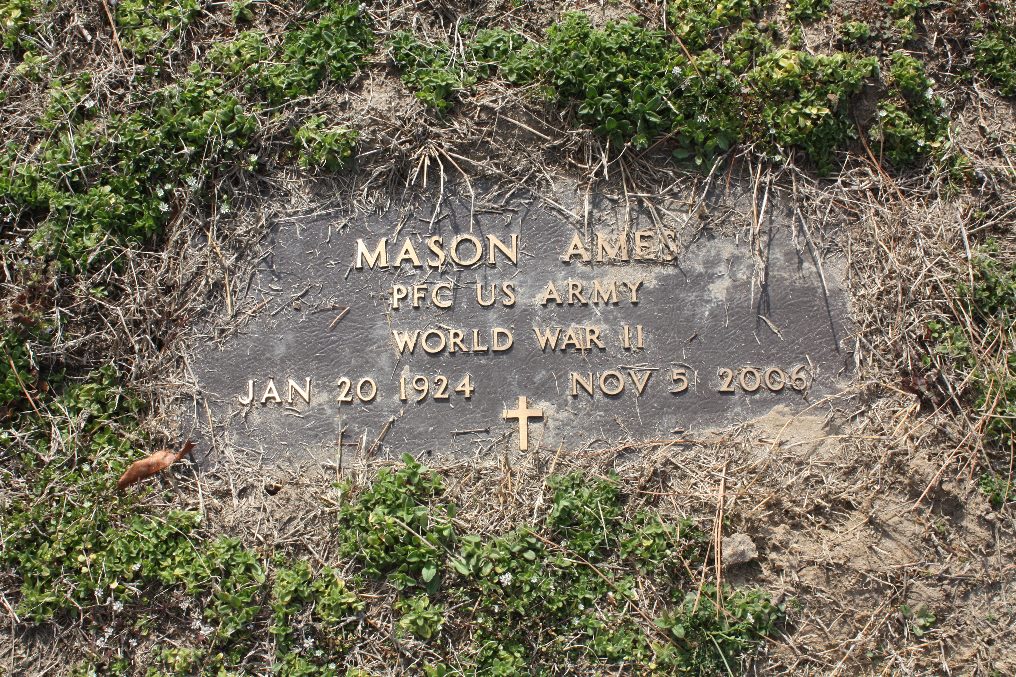 MASON AMES
PFC US ARMY
WORLD WAR II
JAN 20 1924 NOV 5 2006